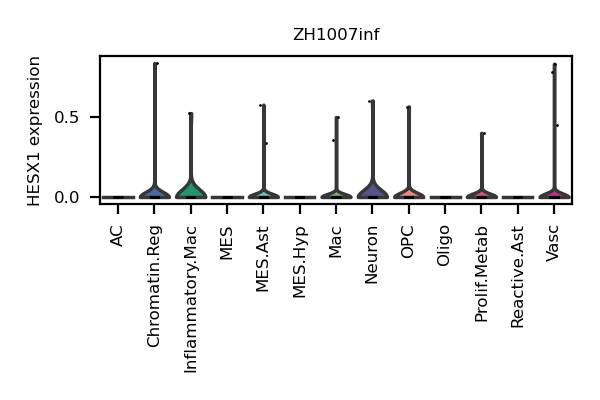 ZH1007inf
HESX1 expression
0.5
0.0
AC
Chromatin.Reg
Inflammatory.Mac
MES
MES.Ast
MES.Hyp
Mac
Neuron
OPC
Oligo
Prolif.Metab
Reactive.Ast
Vasc